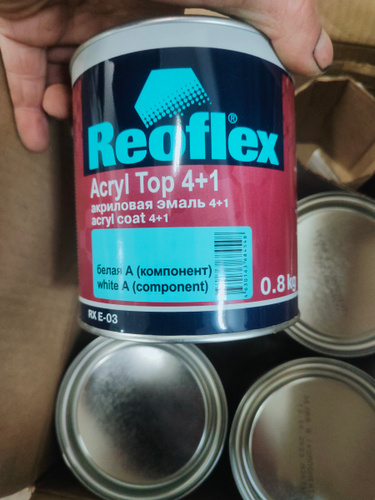 Reoflex®
Acryl Top 4+1
акриловая эмаль 4+1
acryl coat 4+1
белая А (компонент)
white A (component)
0.8 kg
RX E-03